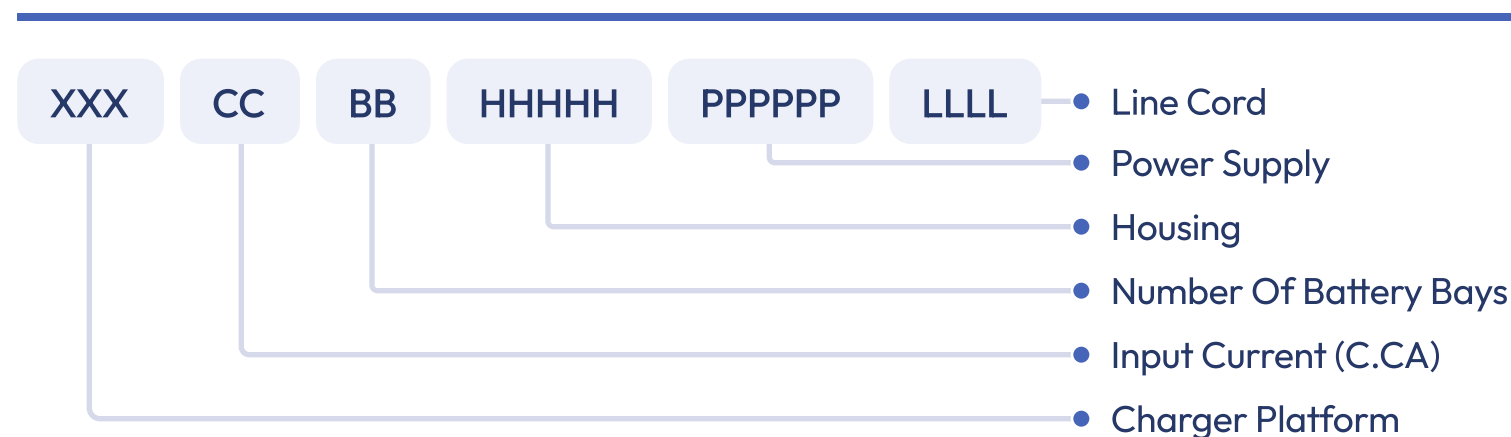 XXX CC BB HHHHH PPPPPP LLLL Line Cord
Power Supply
Housing
Number Of Battery Bays
Input Current (C.CA)
Charger Platform